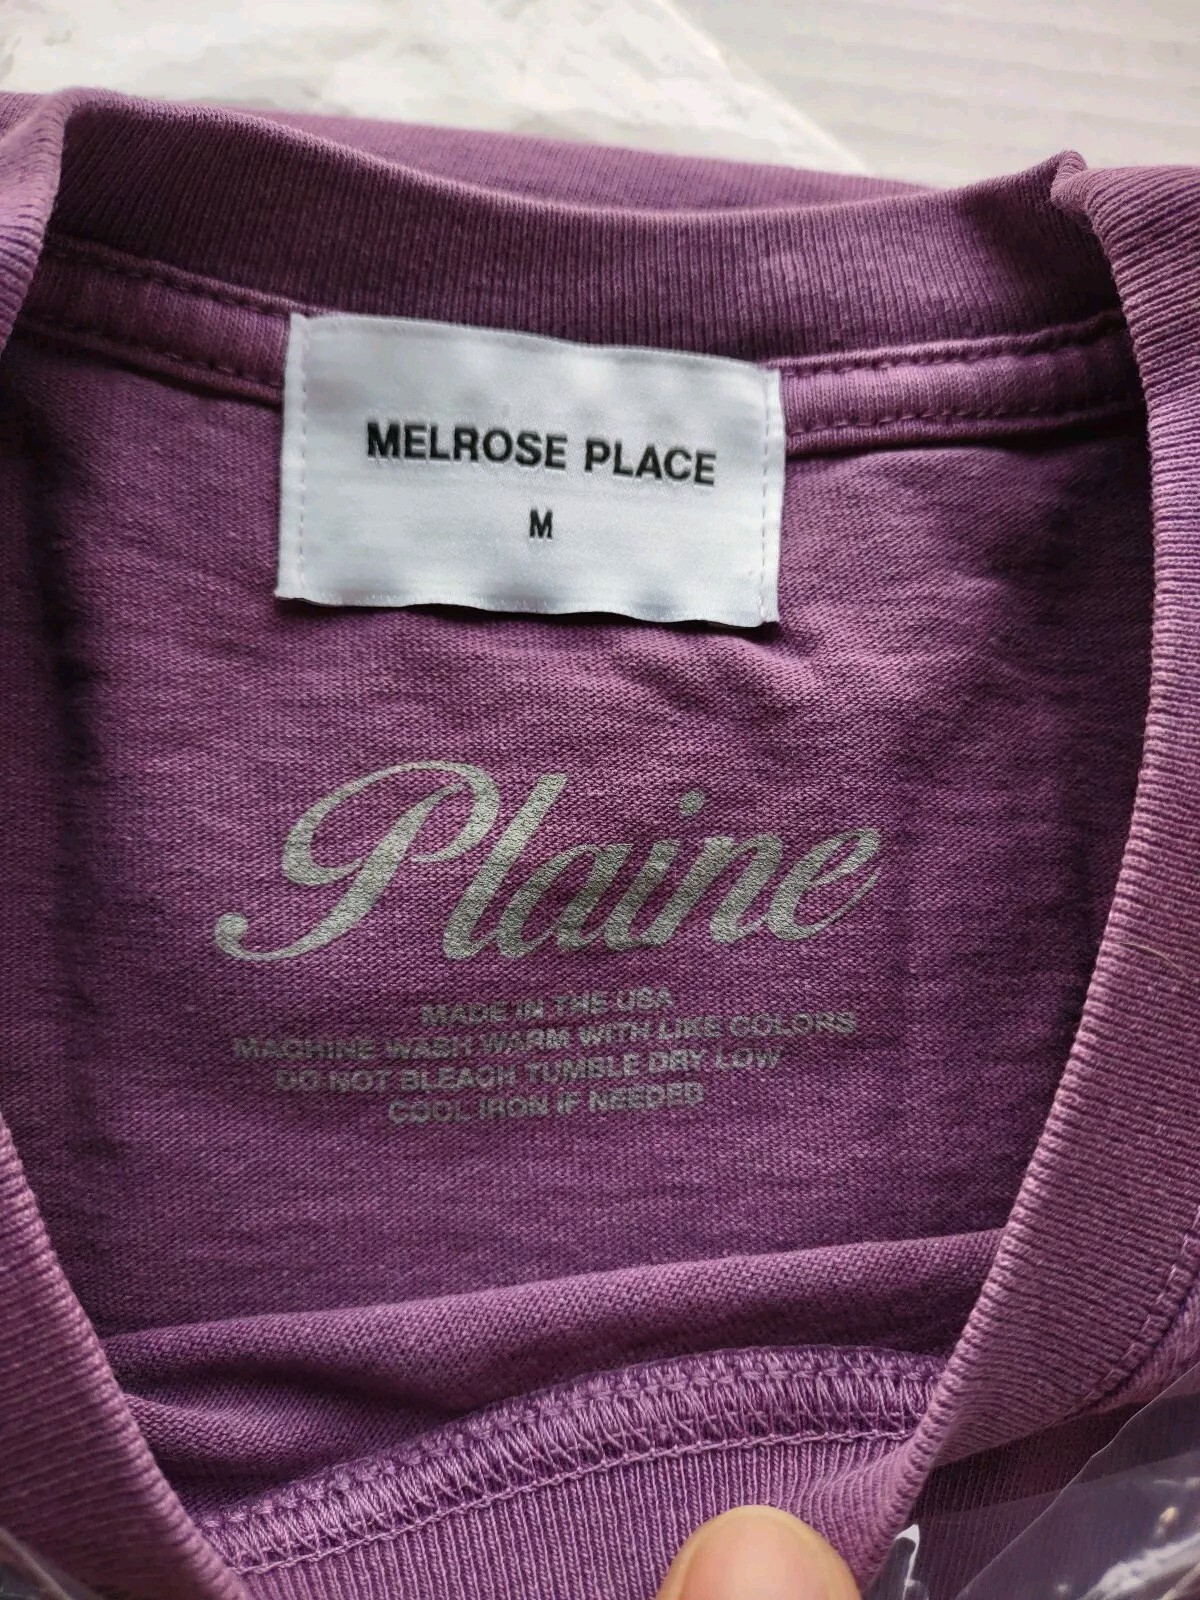 MELROSE PLACE
M
Plaine
MADE IN THE USA
MACHINE WASH WARM WITH LIKE COLORS
DO NOT BLEACH TUMBLE DRY LOW
COOL IRON IF NEEDED